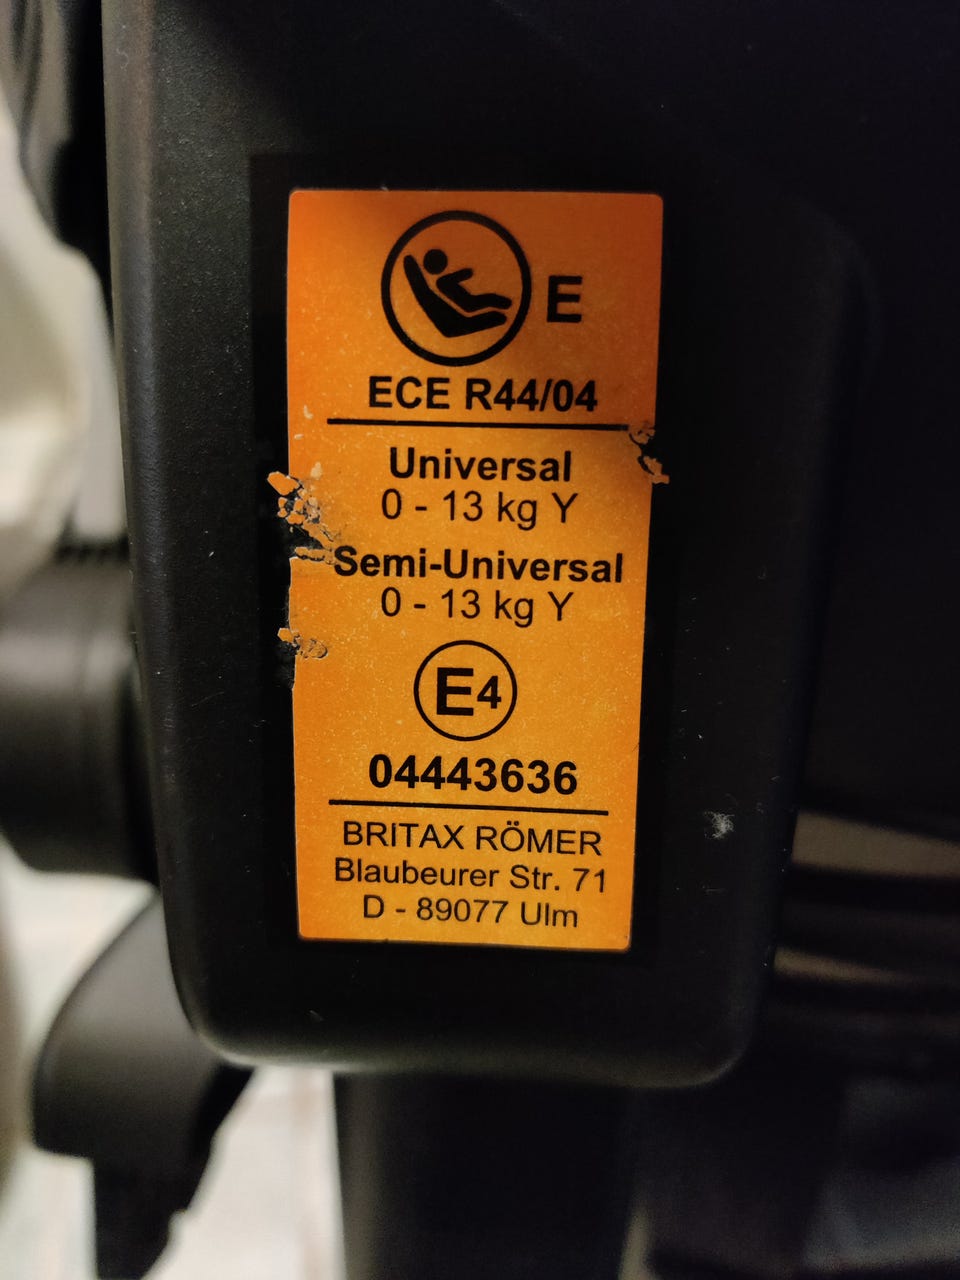 E
ECE R44/04
Universal
0 - 13 kg Y
Semi-Universal
0 - 13 kg Y
E4
04443636
BRITAX RÖMER
Blaubeurer Str. 71
D - 89077 Ulm